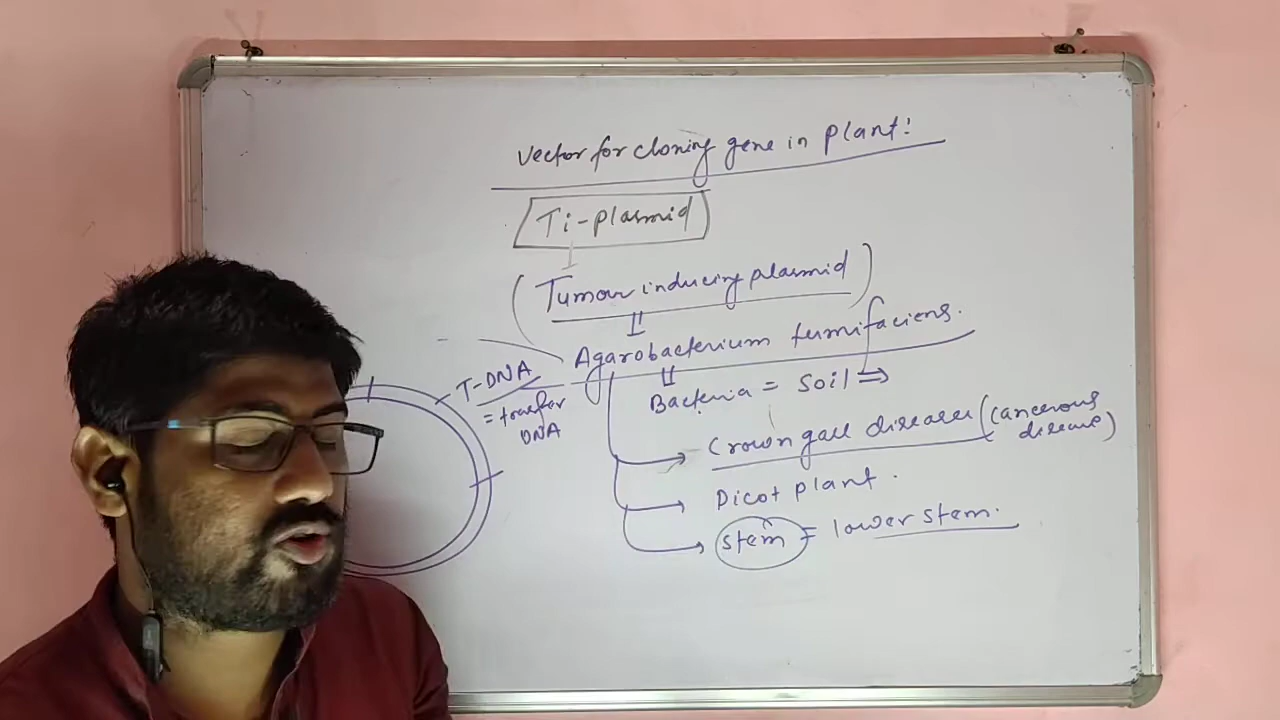 Vector for cloning gene in plant:
Ti-plasmid
(Tumour inducing plasmid)
Agarobacterium tumifaciens.
T-DNA
= transfer
DNA
Bacteria = Soil ⇒
Crown gall diseases (Cancerous
disease)
Dicot plant.
Stem = lower stem.